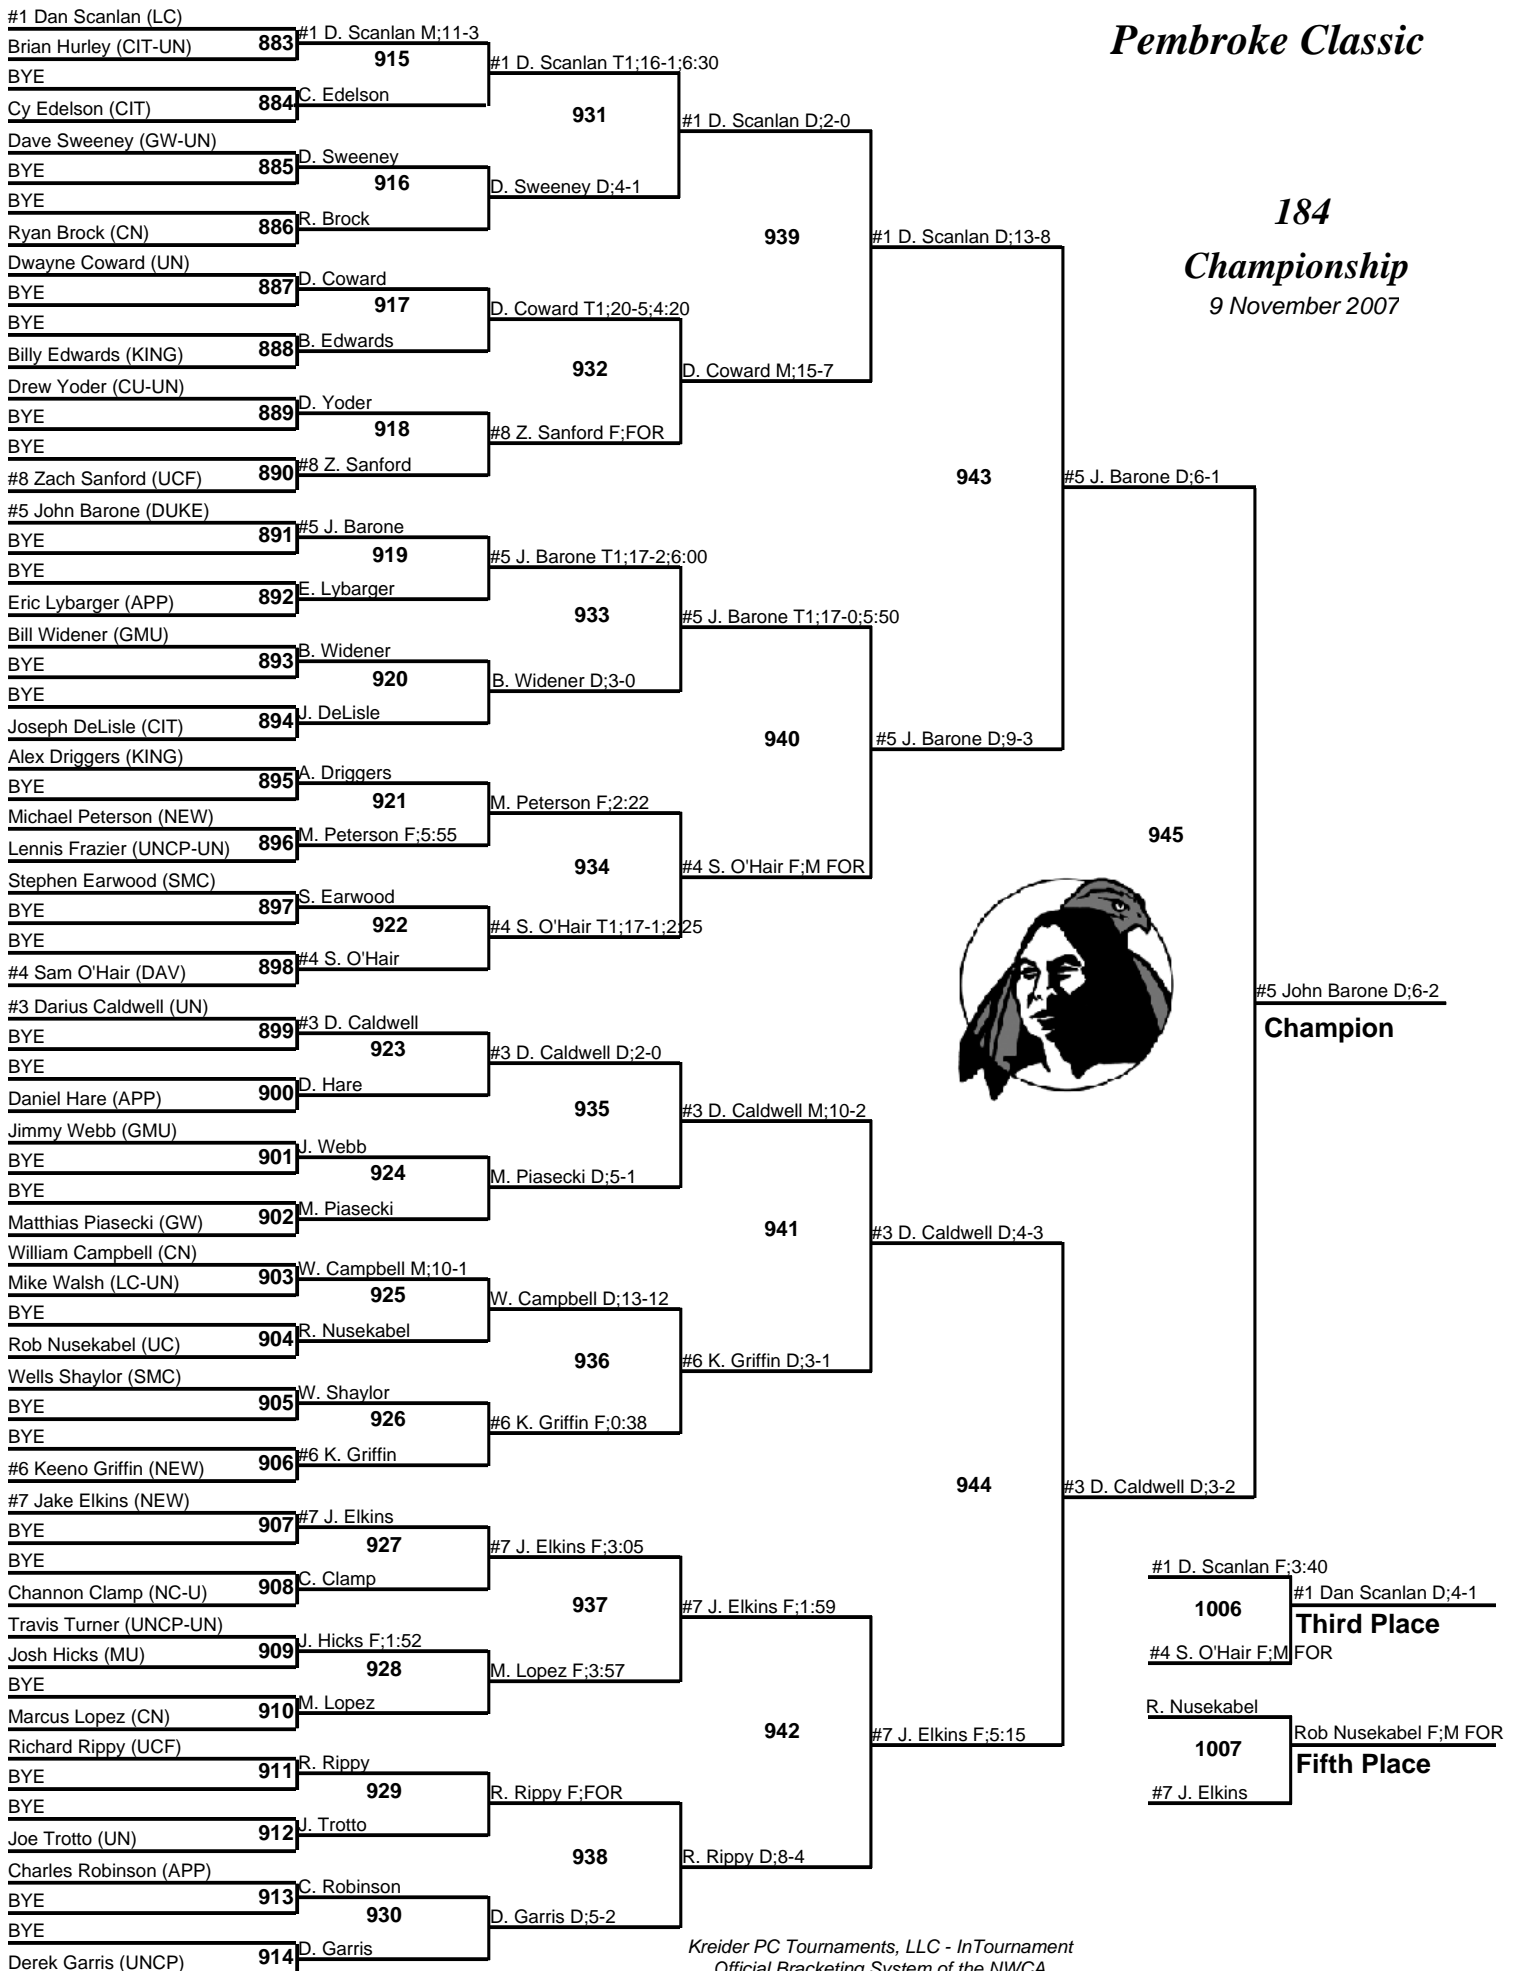 Pembroke Classic
184
Championship
9 November 2007
#1 Dan Scanlan (LC)
Brian Hurley (CIT-UN)
BYE
Cy Edelson (CIT)
Dave Sweeney (GW-UN)
BYE
BYE
Ryan Brock (CN)
Dwayne Coward (UN)
BYE
BYE
Billy Edwards (KING)
Drew Yoder (CU-UN)
BYE
BYE
#8 Zach Sanford (UCF)
#5 John Barone (DUKE)
BYE
BYE
Eric Lybarger (APP)
Bill Widener (GMU)
BYE
BYE
Joseph DeLisle (CIT)
Alex Driggers (KING)
BYE
Michael Peterson (NEW)
Lennis Frazier (UNCP-UN)
Stephen Earwood (SMC)
BYE
BYE
#4 Sam O'Hair (DAV)
#3 Darius Caldwell (UN)
BYE
BYE
Daniel Hare (APP)
Jimmy Webb (GMU)
BYE
BYE
Matthias Piasecki (GW)
William Campbell (CN)
Mike Walsh (LC-UN)
BYE
Rob Nusekabel (UC)
Wells Shaylor (SMC)
BYE
BYE
#6 Keeno Griffin (NEW)
#7 Jake Elkins (NEW)
BYE
BYE
Channon Clamp (NC-U)
Travis Turner (UNCP-UN)
Josh Hicks (MU)
BYE
Marcus Lopez (CN)
Richard Rippy (UCF)
BYE
BYE
Joe Trotto (UN)
Charles Robinson (APP)
BYE
BYE
Derek Garris (UNCP)
883
884
885
886
887
888
889
890
891
892
893
894
895
896
897
898
899
900
901
902
903
904
905
906
907
908
909
910
911
912
913
914
#1 D. Scanlan M;11-3
915
C. Edelson
D. Sweeney
916
R. Brock
D. Coward
917
B. Edwards
D. Yoder
918
#8 Z. Sanford
#5 J. Barone
919
E. Lybarger
B. Widener
920
J. DeLisle
A. Driggers
921
M. Peterson F;5:55
S. Earwood
922
#4 S. O'Hair
#3 D. Caldwell
923
D. Hare
J. Webb
924
M. Piasecki
W. Campbell M;10-1
925
R. Nusekabel
W. Shaylor
926
#6 K. Griffin
#7 J. Elkins
927
C. Clamp
J. Hicks F;1:52
928
M. Lopez
R. Rippy
929
J. Trotto
C. Robinson
930
D. Garris
#1 D. Scanlan T1;16-1;6:30
931
D. Sweeney D;4-1
D. Coward T1;20-5;4:20
932
#8 Z. Sanford F;FOR
#5 J. Barone T1;17-2;6:00
933
B. Widener D;3-0
M. Peterson F;2:22
934
#4 S. O'Hair T1;17-1;2:25
#3 D. Caldwell D;2-0
935
M. Piasecki D;5-1
W. Campbell D;13-12
936
#6 K. Griffin F;0:38
#7 J. Elkins F;3:05
937
M. Lopez F;3:57
R. Rippy F;FOR
938
D. Garris D;5-2
#1 D. Scanlan D;2-0
939
D. Coward M;15-7
#5 J. Barone T1;17-0;5:50
940
#4 S. O'Hair F;M FOR
#3 D. Caldwell M;10-2
941
#6 K. Griffin D;3-1
#7 J. Elkins F;1:59
942
R. Rippy D;8-4
#1 D. Scanlan D;13-8
943
#5 J. Barone D;9-3
#3 D. Caldwell D;4-3
944
#7 J. Elkins F;5:15
#5 J. Barone D;6-1
945
#3 D. Caldwell D;3-2
#5 John Barone D;6-2
Champion
#1 D. Scanlan F;3:40
1006
#4 S. O'Hair F;M FOR
#1 Dan Scanlan D;4-1
Third Place
R. Nusekabel
1007
#7 J. Elkins
Rob Nusekabel F;M FOR
Fifth Place
Kreider PC Tournaments, LLC - InTournament
Official Bracketing System of the NWCA